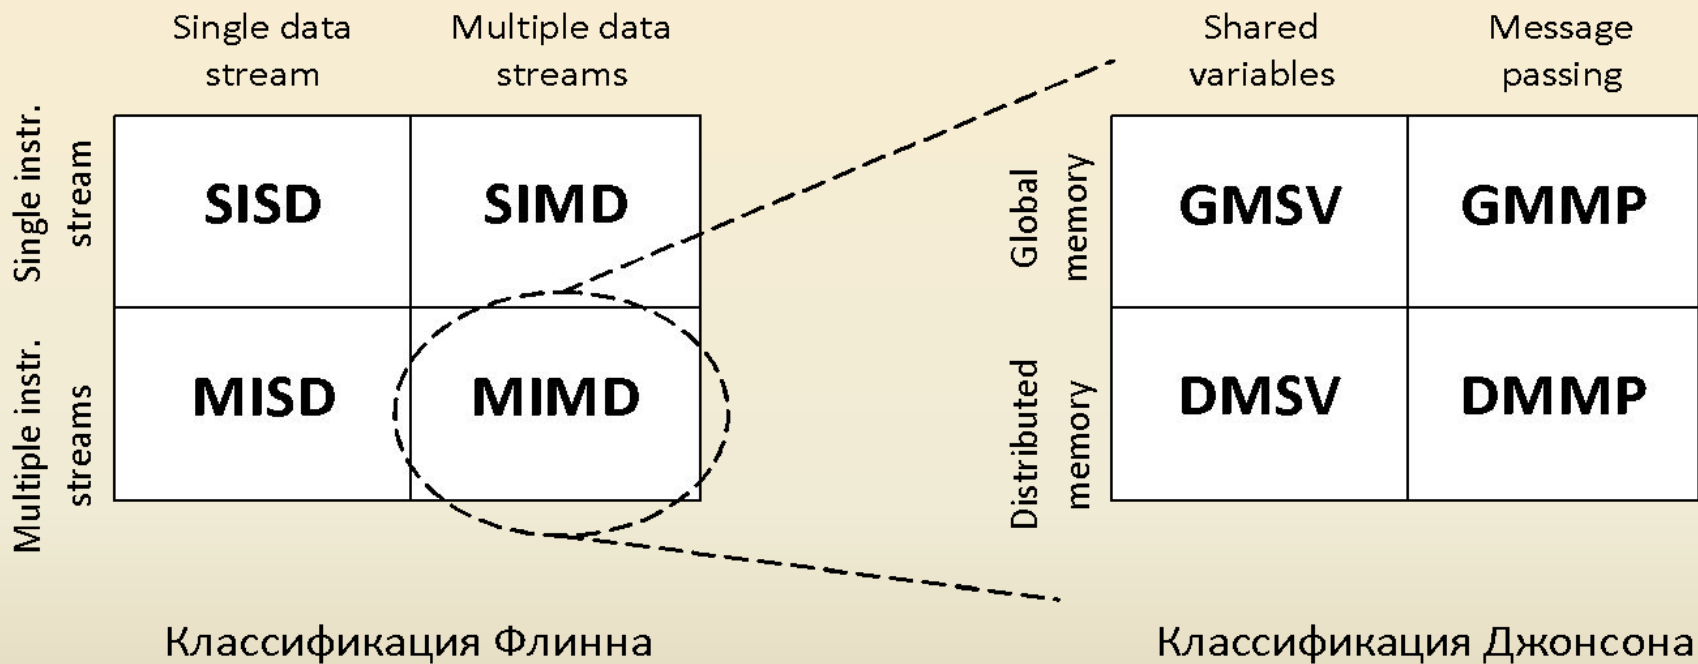 Single data
stream
Multiple data
streams
Single instr.
stream
SISD
SIMD
Multiple instr.
streams
MISD
MIMD
Классификация Флинна
Shared
variables
Message
passing
Global
memory
GMSV
GMMP
Distributed
memory
DMSV
DMMP
Классификация Джонсона